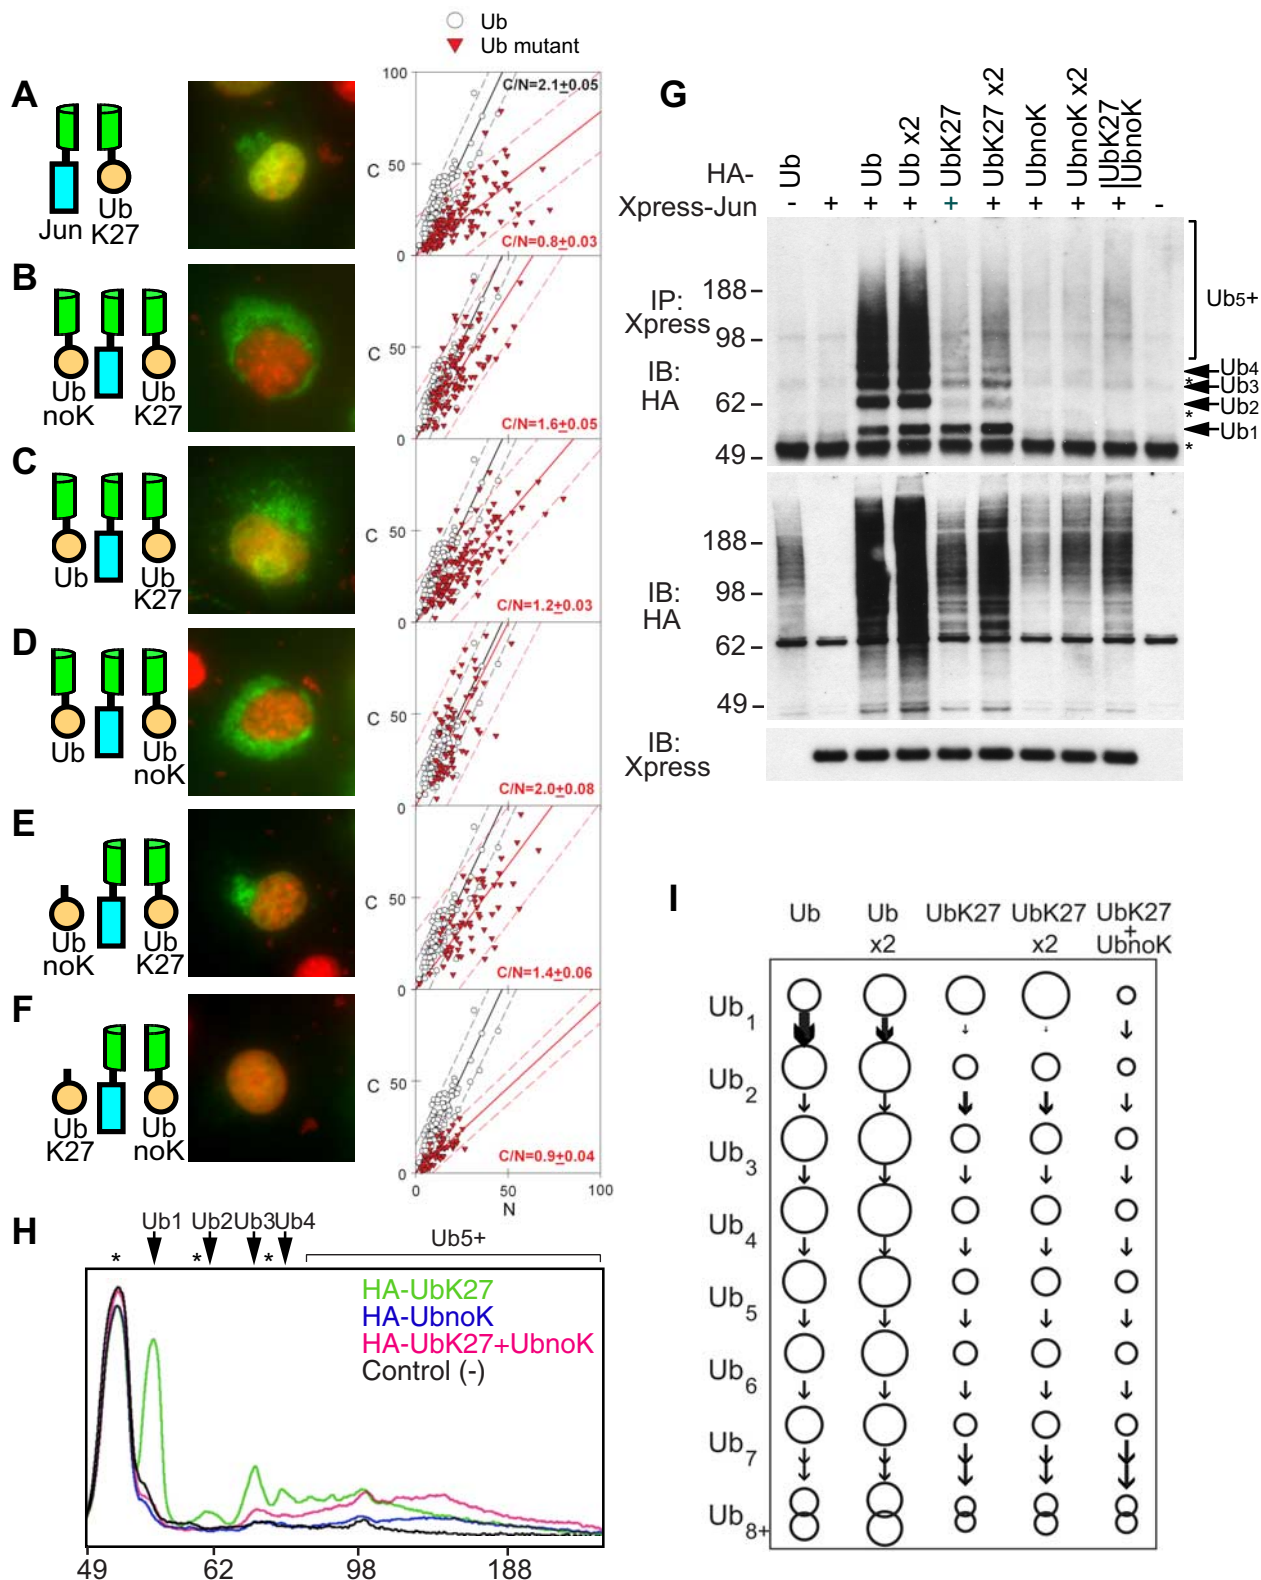 Ub
Ub mutant
A
Jun
Ub
K27
C
100
50
0
C/N=2.1±0.05
C/N=0.8±0.03
B
Ub
noK
Ub
K27
C
50
0
C/N=1.6±0.05
C
Ub
Ub
K27
C
50
0
C/N=1.2±0.03
D
Ub
Ub
noK
C
50
0
C/N=2.0±0.08
E
Ub
noK
Ub
K27
C
50
0
C/N=1.4±0.06
F
Ub
K27
Ub
noK
C
50
0
C/N=0.9±0.04
0 50 100
N
G
HA-
Ub
Ub
Ub x2
UbK27
UbK27 x2
UbnoK
UbnoK x2
UbK27
UbnoK
Xpress-Jun
- + + + + + + + + -
IP:
Xpress
IB:
HA
188
98
62
49
Ub5+
Ub4
*
Ub3
Ub2
*
Ub1
*
IB:
HA
188
98
62
49
IB:
Xpress
H
* Ub1 * Ub2 Ub3 * Ub4 Ub5+
HA-UbK27
HA-UbnoK
HA-UbK27+UbnoK
Control (-)
49 62 98 188
I
Ub
Ub
x2
UbK27
UbK27
x2
UbK27
+
UbnoK
Ub1
Ub2
Ub3
Ub4
Ub5
Ub6
Ub7
Ub8+